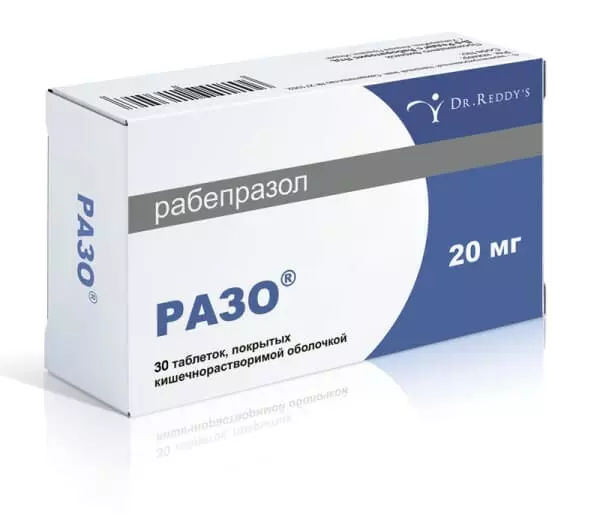 DR.REDDY'S
рабепразол
20 мг
РАЗО®
30 таблеток, покрытых
кишечнорастворимой оболочкой
РАЗО®